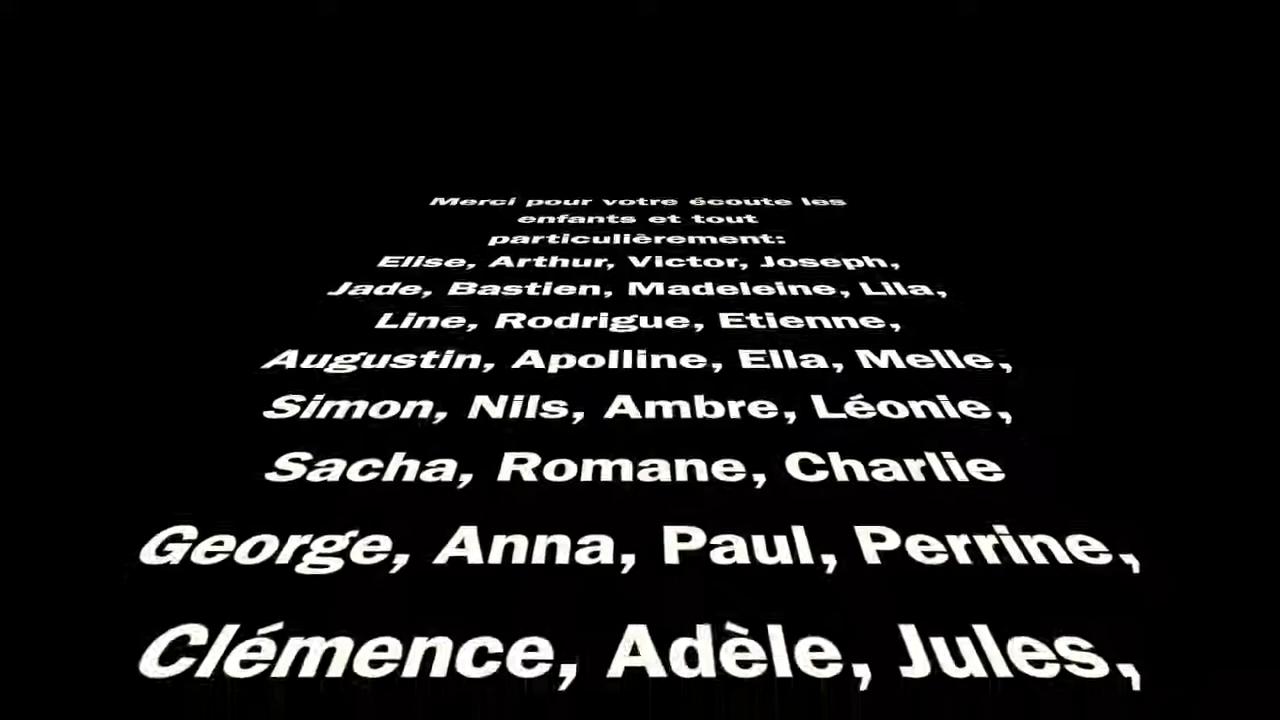 Merci pour votre écoute les
enfants et tout
particulièrement:
Elise, Arthur, Victor, Joseph,
Jade, Bastien, Madeleine, Lila,
Line, Rodrigue, Etienne,
Augustin, Apolline, Ella, Melle,
Simon, Nils, Ambre, Léonie,
Sacha, Romane, Charlie
George, Anna, Paul, Perrine,
Clémence, Adèle, Jules,